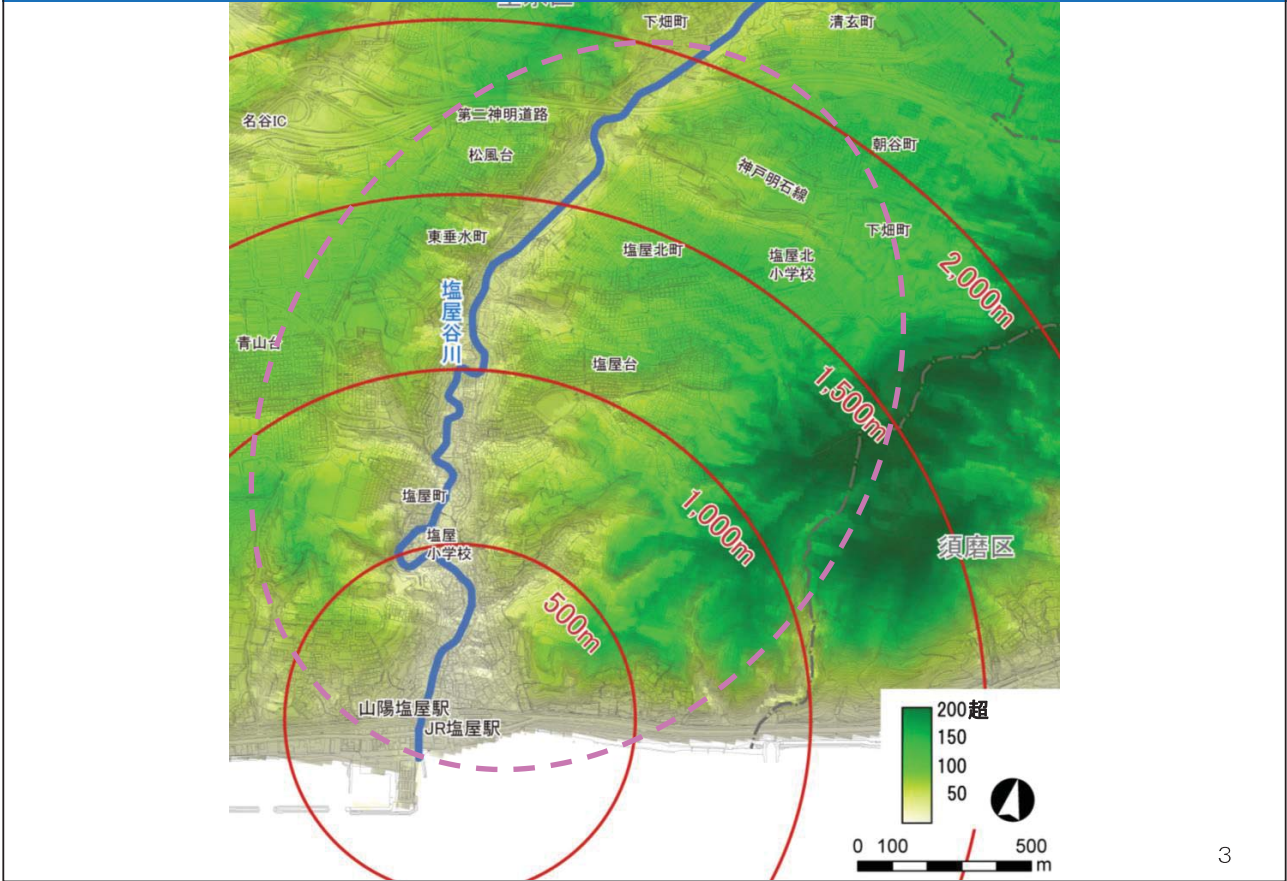 下畑町
清玄町
名谷IC
第二神明道路
松風台
朝谷町
神戸明石線
東垂水町
塩屋北町
塩屋北
小学校
下畑町
2,000m
塩屋谷川
青山台
塩屋台
1,500m
塩屋町
1,000m
塩屋
小学校
須磨区
500m
山陽塩屋駅
JR塩屋駅
200超
150
100
50
0 100 500
m
3